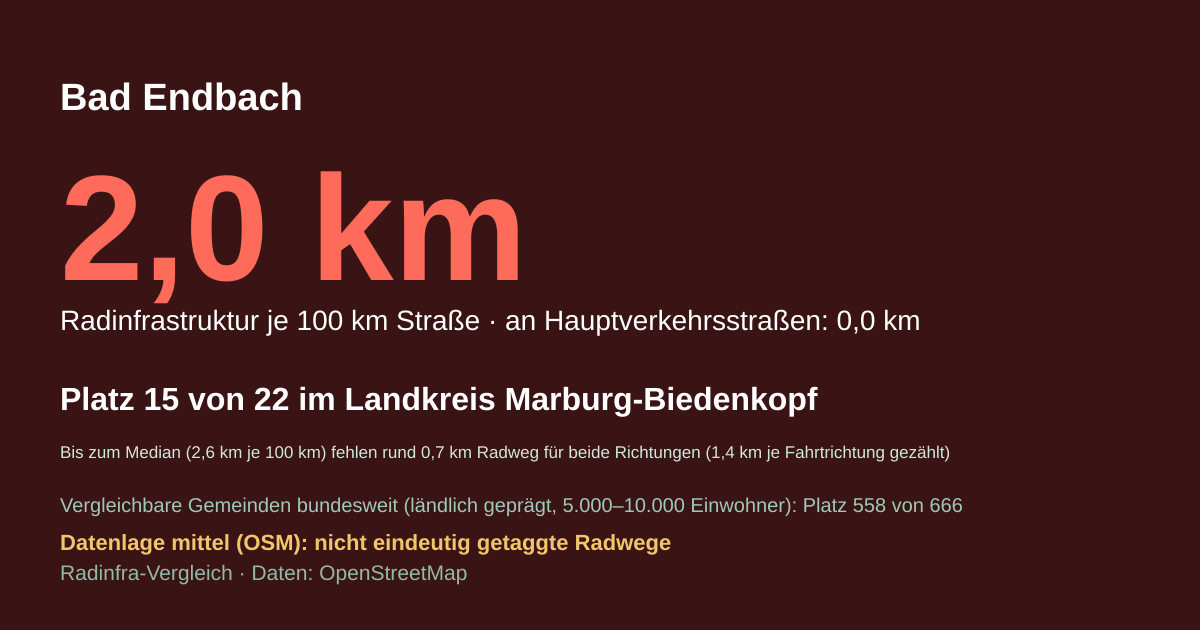 Bad Endbach
2,0 km
Radinfrastruktur je 100 km Straße · an Hauptverkehrsstraßen: 0,0 km
Platz 15 von 22 im Landkreis Marburg-Biedenkopf
Bis zum Median (2,6 km je 100 km) fehlen rund 0,7 km Radweg für beide Richtungen (1,4 km je Fahrtrichtung gezählt)
Vergleichbare Gemeinden bundesweit (ländlich geprägt, 5.000–10.000 Einwohner): Platz 558 von 666
Datenlage mittel (OSM): nicht eindeutig getaggte Radwege
Radinfra-Vergleich · Daten: OpenStreetMap